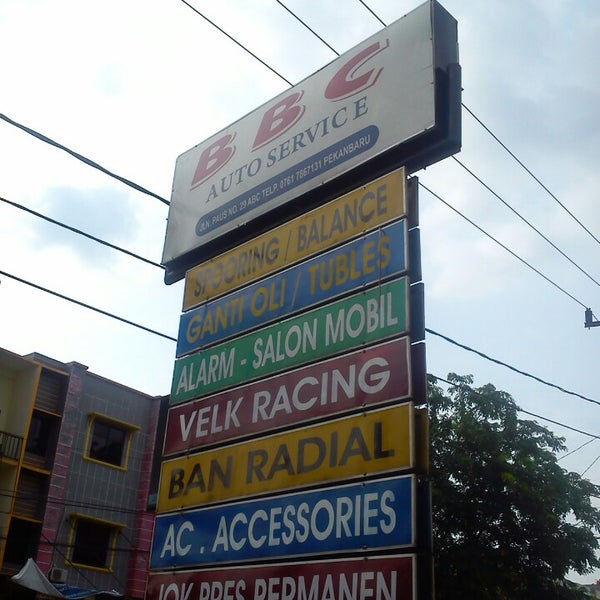 BBC
AUTO SERVICE
JLN. PAUS NO. 29 ABC TELP. 0761 7867131 PEKANBARU
SPOORING / BALANCE
GANTI OLI / TUBLES
ALARM - SALON MOBIL
VELK RACING
BAN RADIAL
AC . ACCESSORIES
JOK PRES PERMANEN